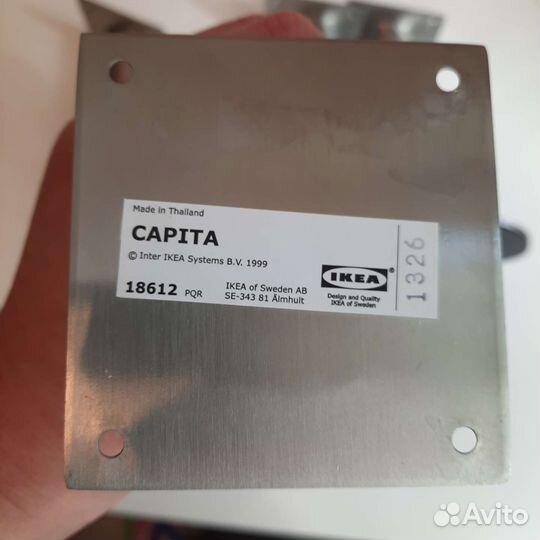 Made in Thailand
CAPITA
© Inter IKEA Systems B.V. 1999
18612 PQR
IKEA of Sweden AB
SE-343 81 Älmhult
IKEA®
Design and Quality
IKEA of Sweden
1326
Avito